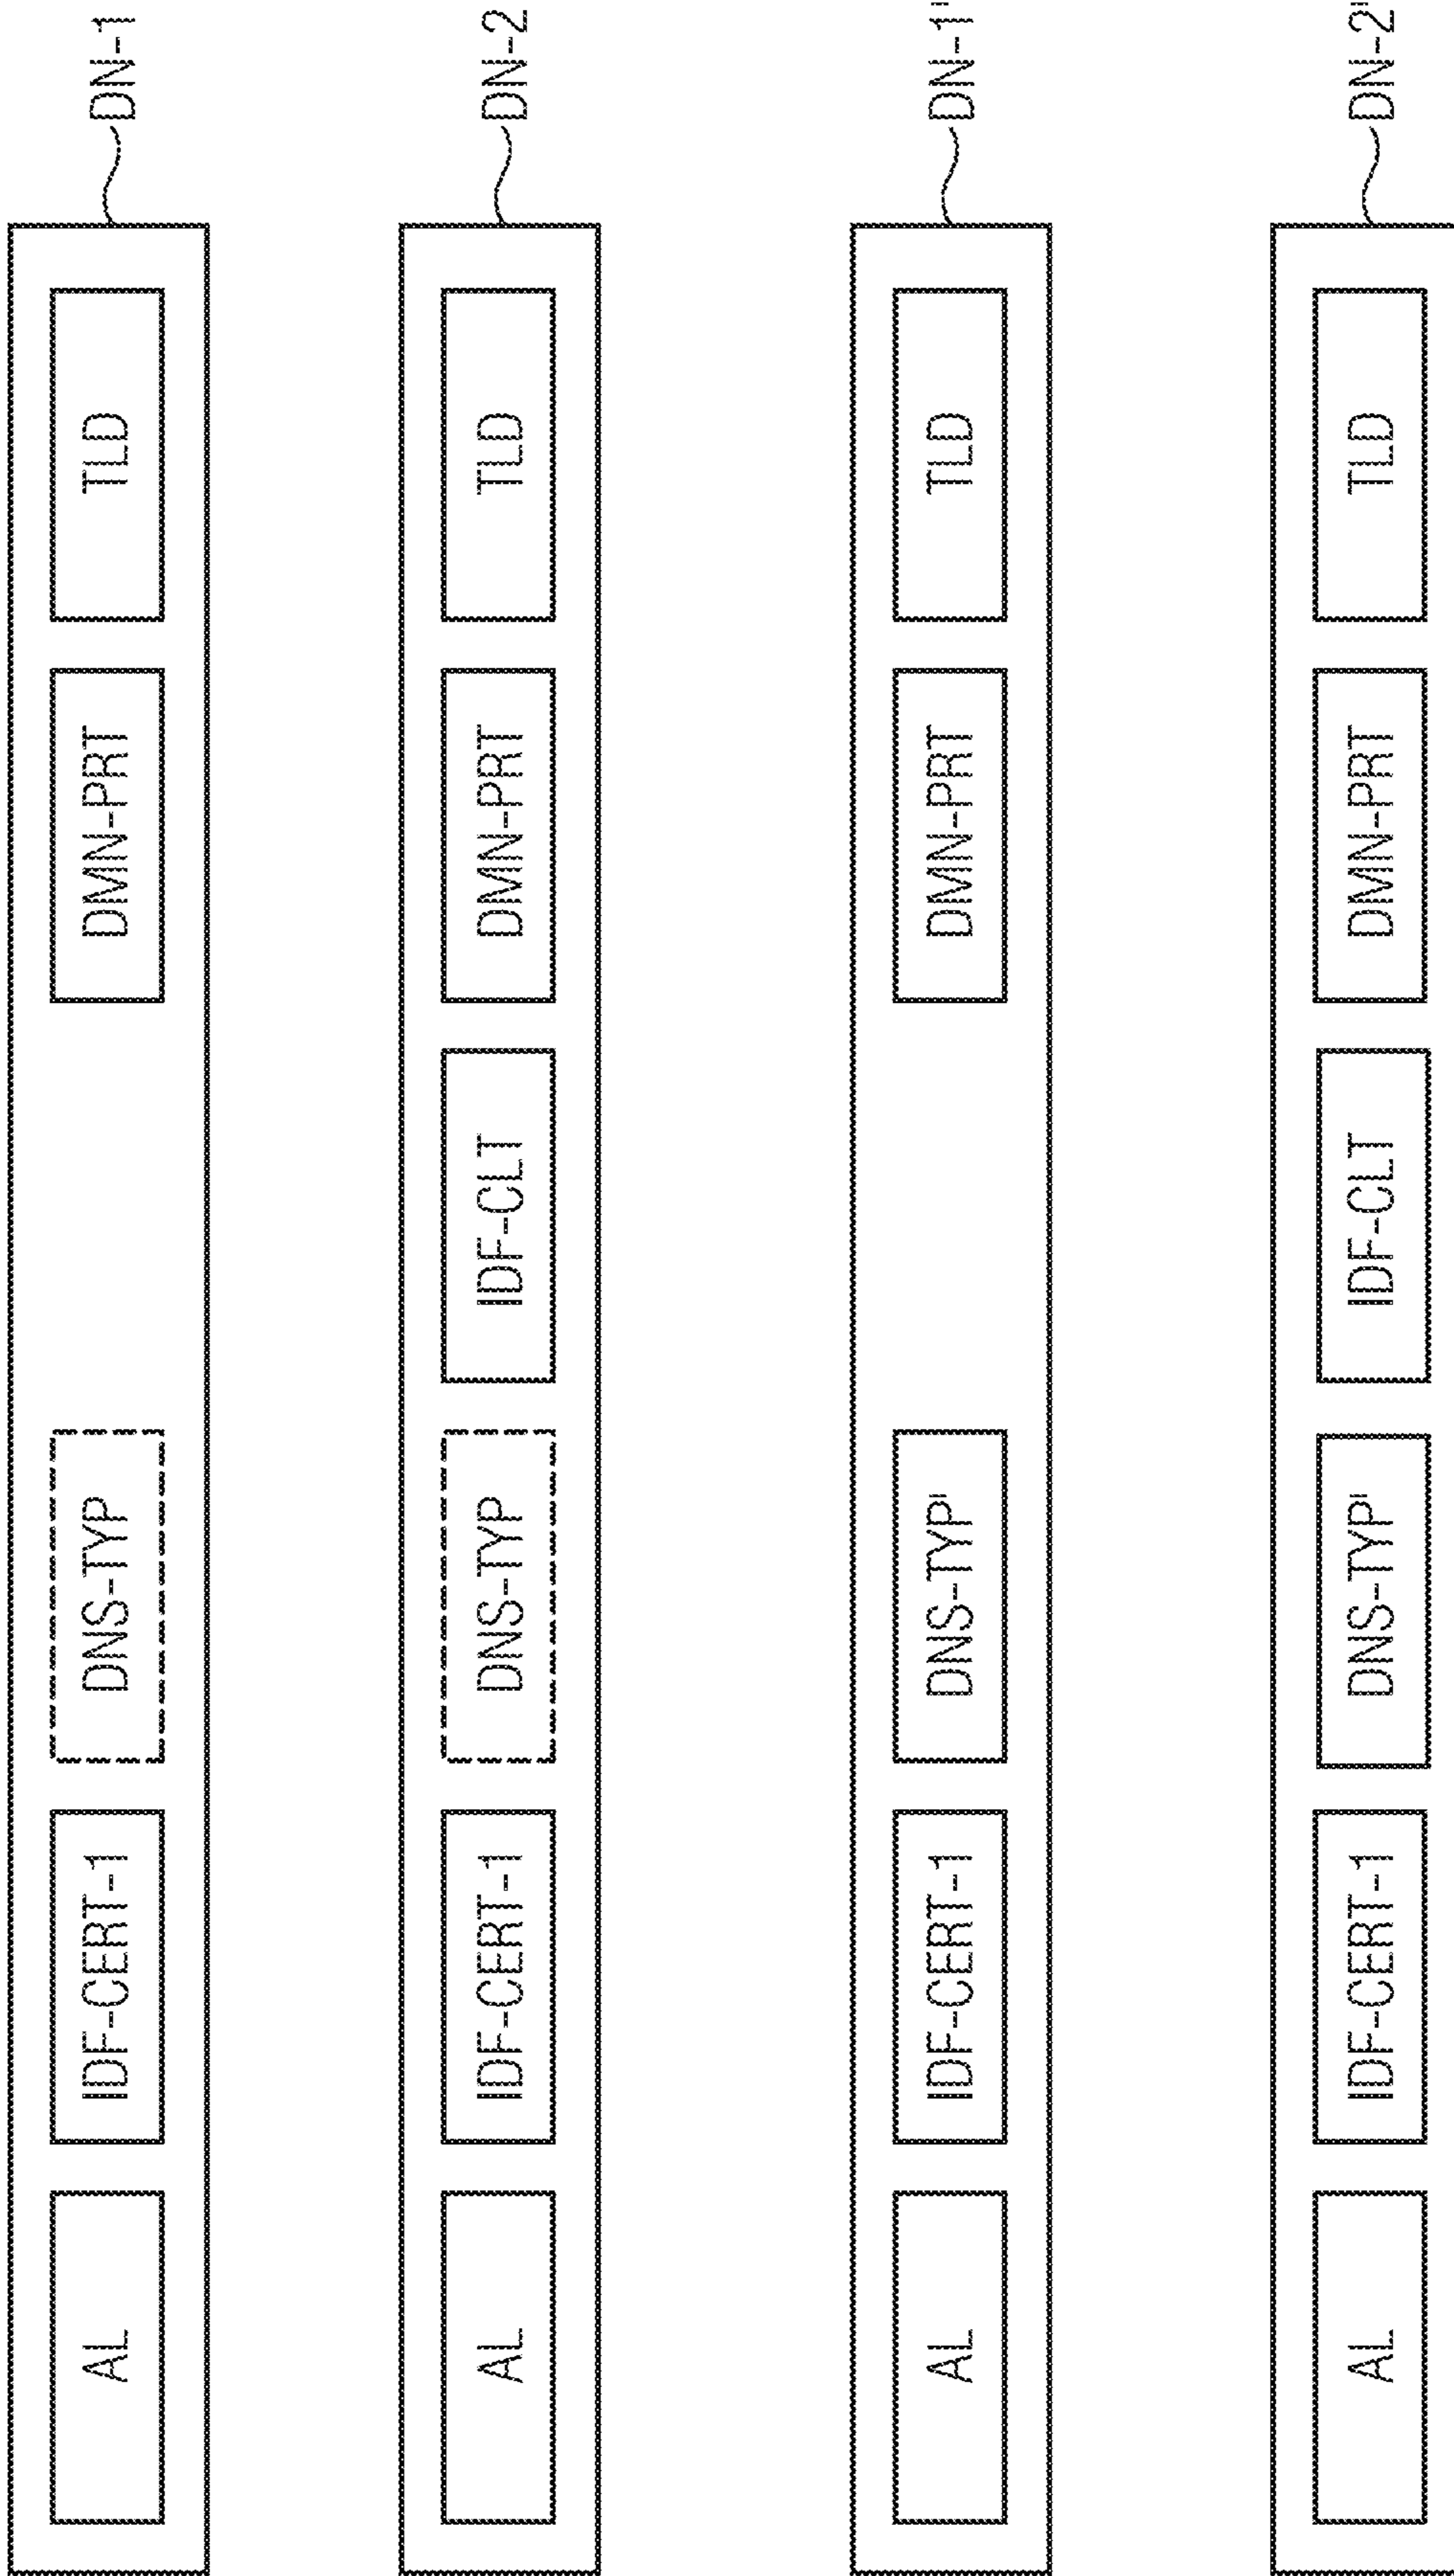 AL IDF-CERT-1 DNS-TYP DMN-PRT TLD DN-1
AL IDF-CERT-1 DNS-TYP IDF-CLT DMN-PRT TLD DN-2
AL IDF-CERT-1 DNS-TYP' DMN-PRT TLD DN-1'
AL IDF-CERT-1 DNS-TYP' IDF-CLT DMN-PRT TLD DN-2'